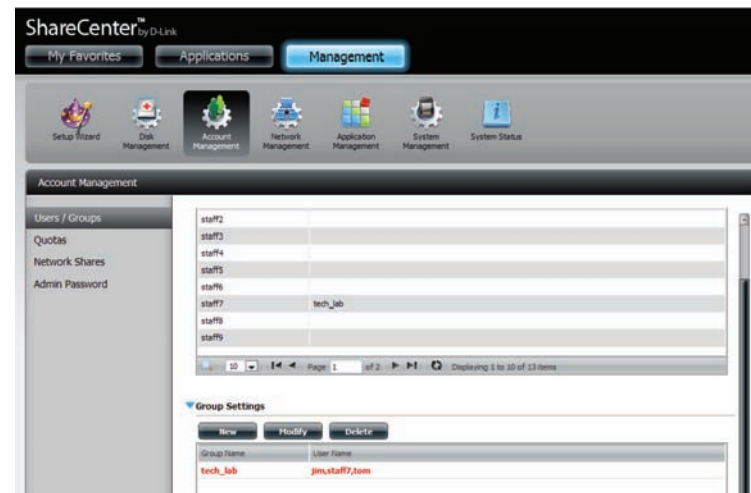 ShareCenter™ by D-Link
My Favorites Applications Management
Setup Wizard Disk Management Account Management Network Management Application Management System Management System Status
Account Management
Users / Groups
Quotas
Network Shares
Admin Password
staff2
staff3
staff4
staff5
staff6
staff7 tech_lab
staff8
staff9
10 Page 1 of 2 Displaying 1 to 10 of 13 items
Group Settings
New Modify Delete
Group Name User Name
tech_lab jim,staff7,tom